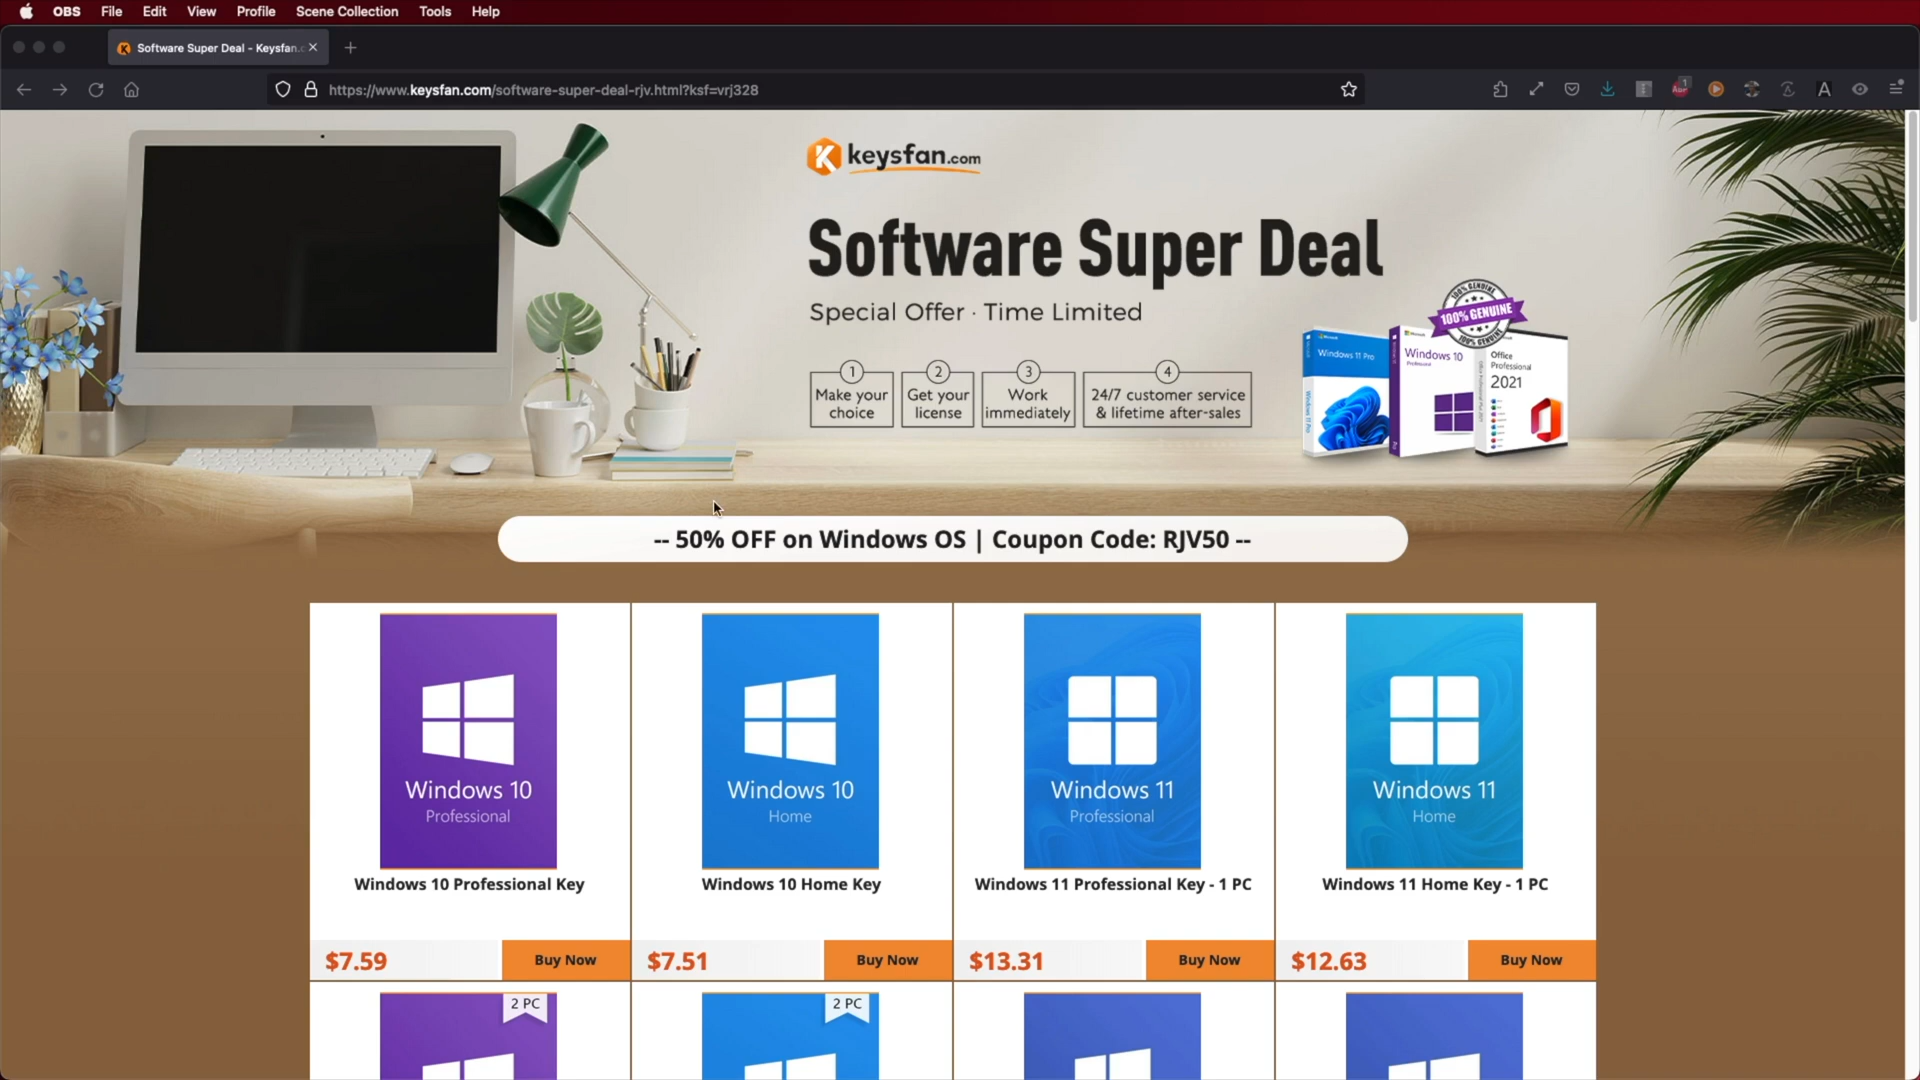 OBS File Edit View Profile Scene Collection Tools Help
Software Super Deal - Keysfan.c
https://www.keysfan.com/software-super-deal-rjv.html?ksf=vrj328
1
A
keysfan.com
Software Super Deal
Special Offer · Time Limited
1 2 3 4
Make your choice
Get your license
Work immediately
24/7 customer service & lifetime after-sales
100% GENUINE
100% GENUINE
100% GENUINE
Windows 11 Pro
Windows 10
Office
Professional
2021
-- 50% OFF on Windows OS | Coupon Code: RJV50 --
Windows 10
Professional
Windows 10 Professional Key
$7.59 Buy Now
Windows 10
Home
Windows 10 Home Key
$7.51 Buy Now
Windows 11
Professional
Windows 11 Professional Key - 1 PC
$13.31 Buy Now
Windows 11
Home
Windows 11 Home Key - 1 PC
$12.63 Buy Now
2 PC
2 PC